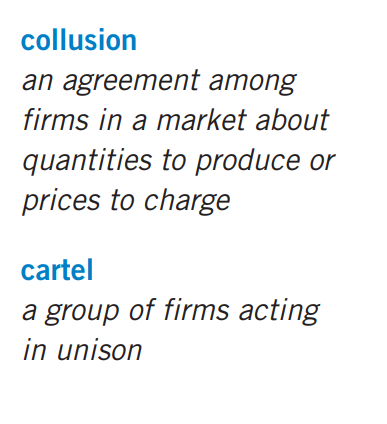 collusion
an agreement among
firms in a market about
quantities to produce or
prices to charge
cartel
a group of firms acting
in unison